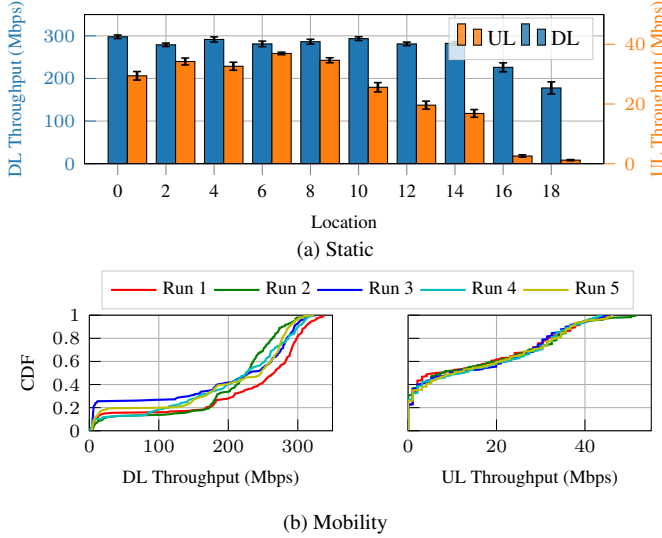 DL Throughput (Mbps)
300
200
100
0
UL DL
40
20
0
UL Throughput (Mbps)
0 2 4 6 8 10 12 14 16 18
Location
(a) Static
Run 1 Run 2 Run 3 Run 4 Run 5
CDF
1
0.8
0.6
0.4
0.2
0
0 100 200 300
DL Throughput (Mbps)
0 20 40
UL Throughput (Mbps)
(b) Mobility